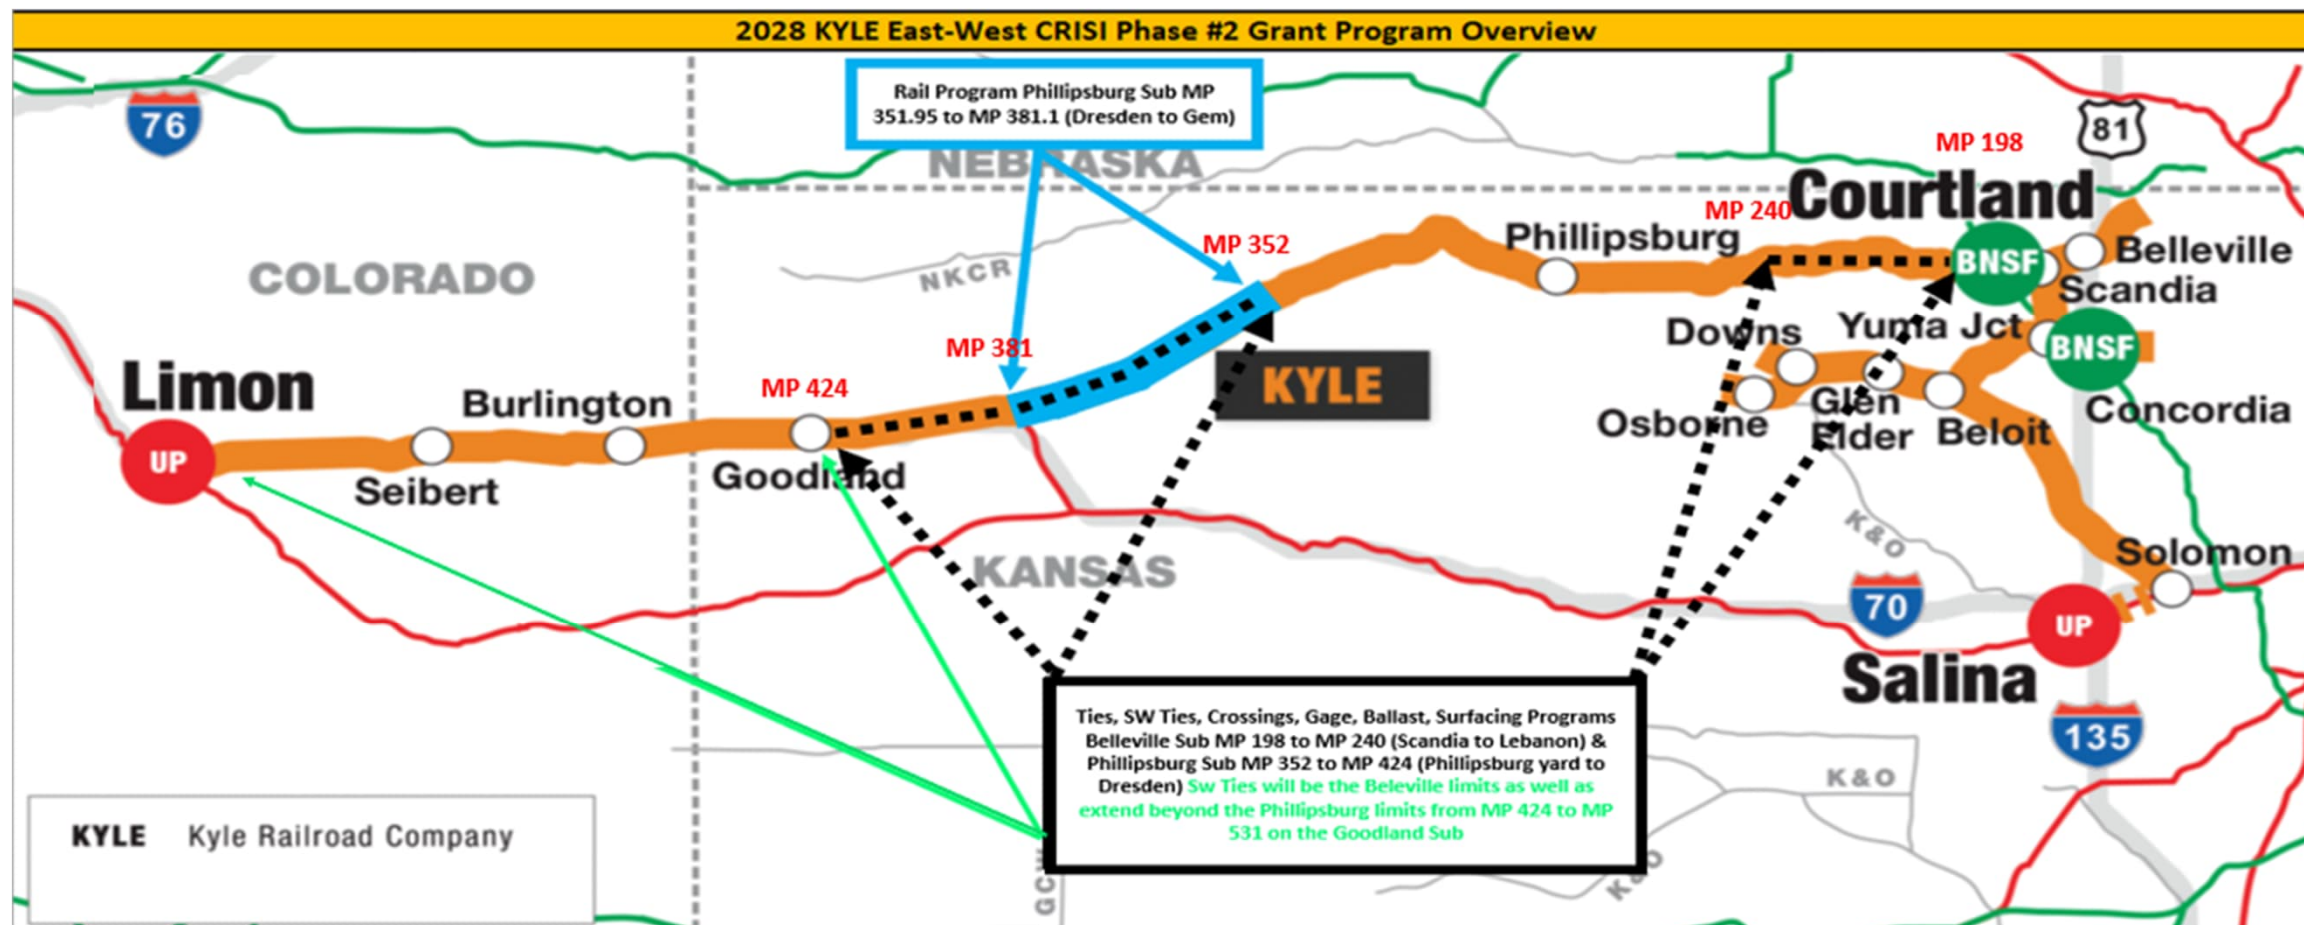 2028 KYLE East-West CRISI Phase #2 Grant Program Overview
Rail Program Phillipsburg Sub MP
351.95 to MP 381.1 (Dresden to Gem)
76
81
NEBRASKA
MP 198
Courtland
MP 240
COLORADO
NKCR
MP 352
Phillipsburg
BNSF
Belleville
Scandia
Downs
Yuma Jct
BNSF
MP 381
KYLE
Limon
MP 424
Burlington
Glen
Elder
Osborne
Beloit
Concordia
UP
Seibert
Goodland
K&O
KANSAS
Solomon
70
UP
Salina
135
Ties, SW Ties, Crossings, Gage, Ballast, Surfacing Programs
Belleville Sub MP 198 to MP 240 (Scandia to Lebanon) &
Phillipsburg Sub MP 352 to MP 424 (Phillipsburg yard to
Dresden) Sw Ties will be the Beleville limits as well as
extend beyond the Phillipsburg limits from MP 424 to MP
531 on the Goodland Sub
K&O
K&O
KYLE Kyle Railroad Company